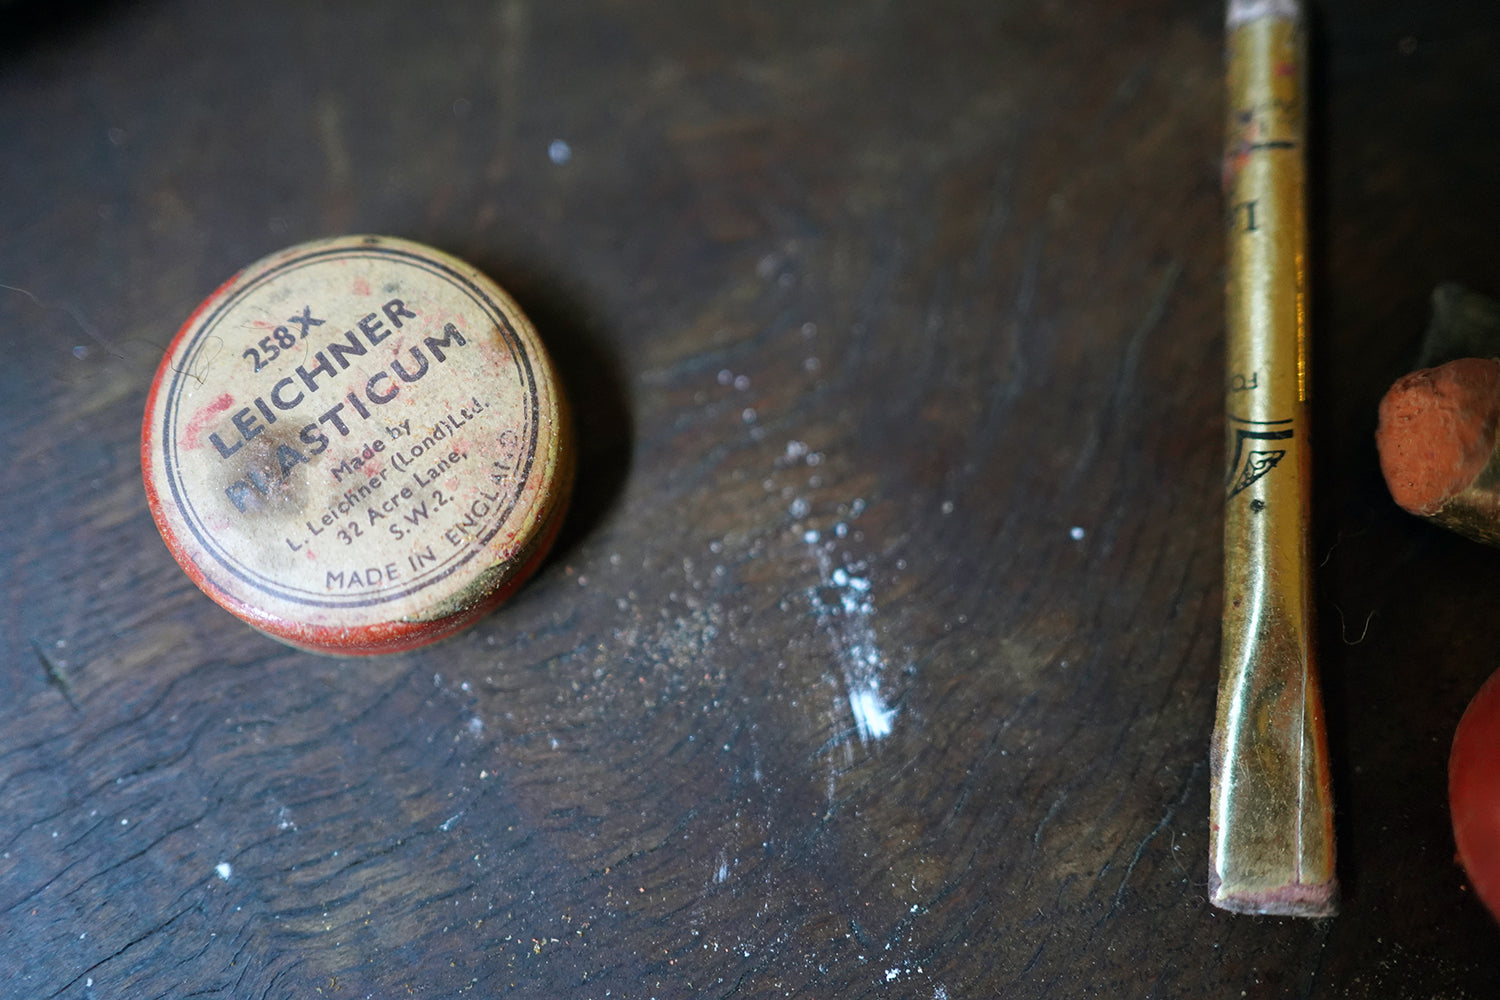 258X
LEICHNER
PLASTICUM
Made by
L. Leichner (Lond) Ltd.
32 Acre Lane,
S.W.2.
MADE IN ENGLAND